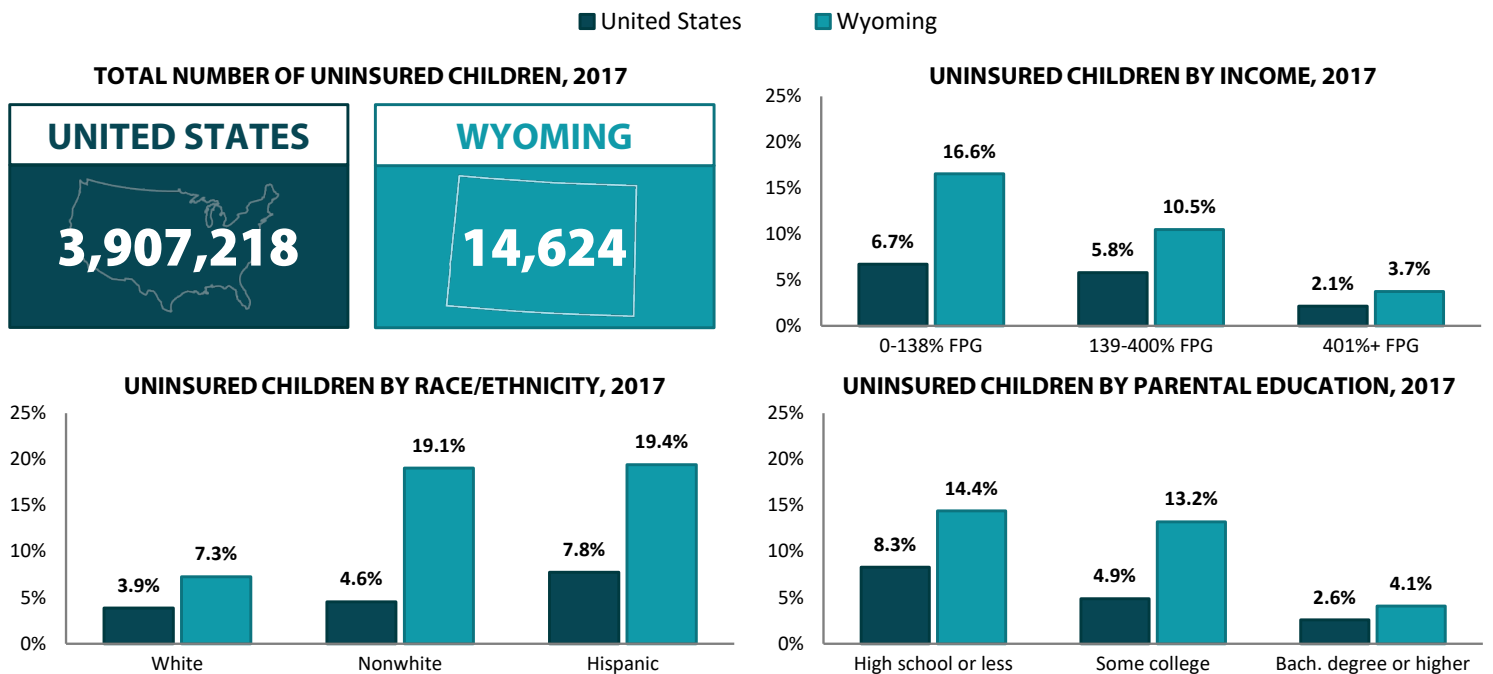 United States
Wyoming
TOTAL NUMBER OF UNINSURED CHILDREN, 2017
UNITED STATES
3,907,218
WYOMING
14,624
UNINSURED CHILDREN BY INCOME, 2017
25%
20%
15%
10%
5%
0%
6.7%
16.6%
5.8%
10.5%
2.1%
3.7%
0-138% FPG
139-400% FPG
401%+ FPG
UNINSURED CHILDREN BY RACE/ETHNICITY, 2017
25%
20%
15%
10%
5%
0%
3.9%
7.3%
4.6%
19.1%
7.8%
19.4%
White
Nonwhite
Hispanic
UNINSURED CHILDREN BY PARENTAL EDUCATION, 2017
25%
20%
15%
10%
5%
0%
8.3%
14.4%
4.9%
13.2%
2.6%
4.1%
High school or less
Some college
Bach. degree or higher